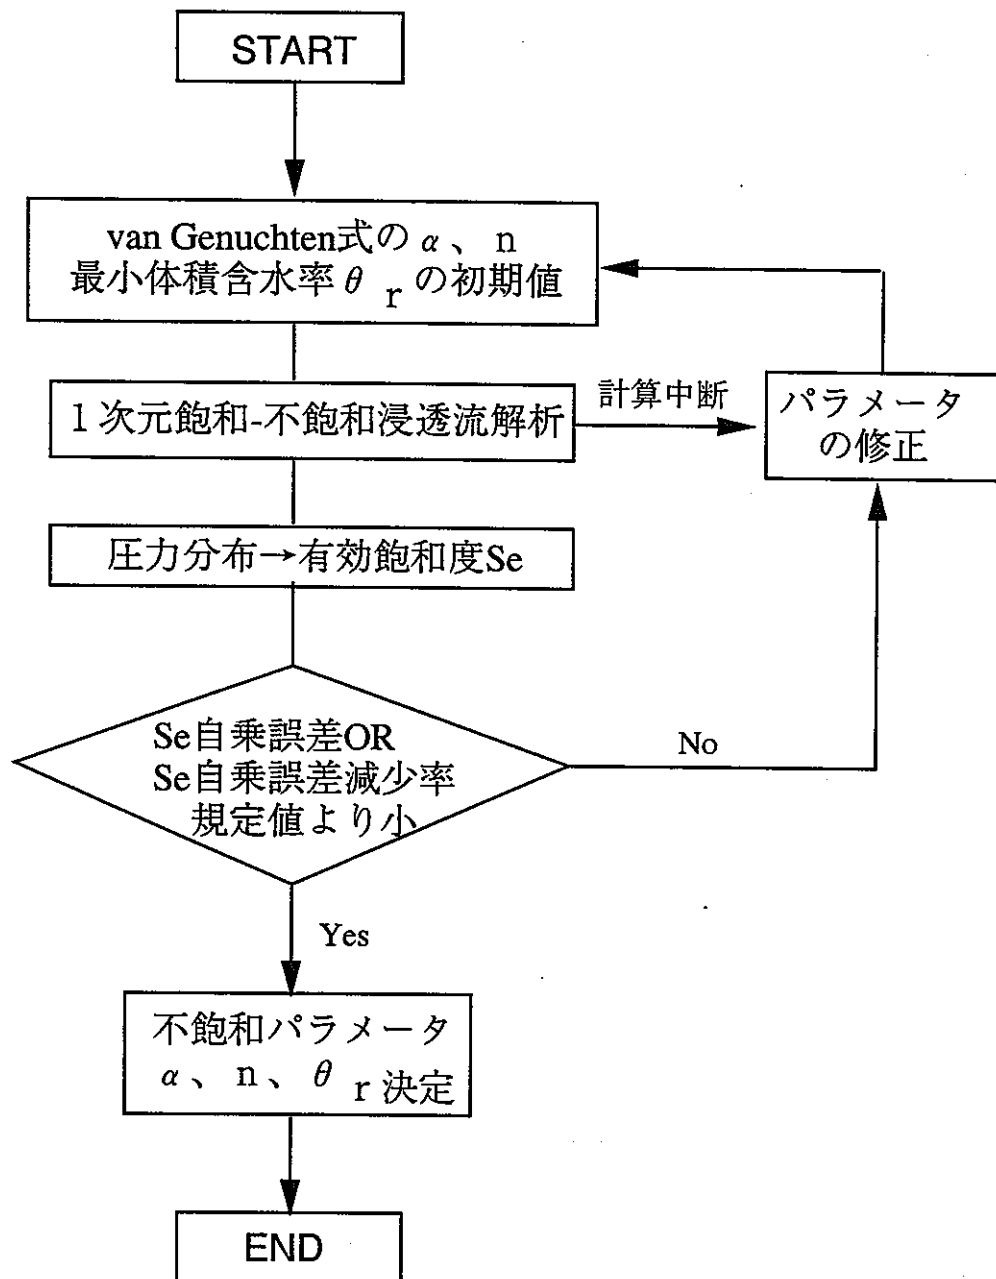 START
van Genuchten式のα、n
最小体積含水率θrの初期値
1次元飽和-不飽和浸透流解析
計算中断
パラメータ
の修正
圧力分布→有効飽和度Se
Se自乗誤差OR
Se自乗誤差減少率
規定値より小
No
Yes
不飽和パラメータ
α、n、θr決定
END